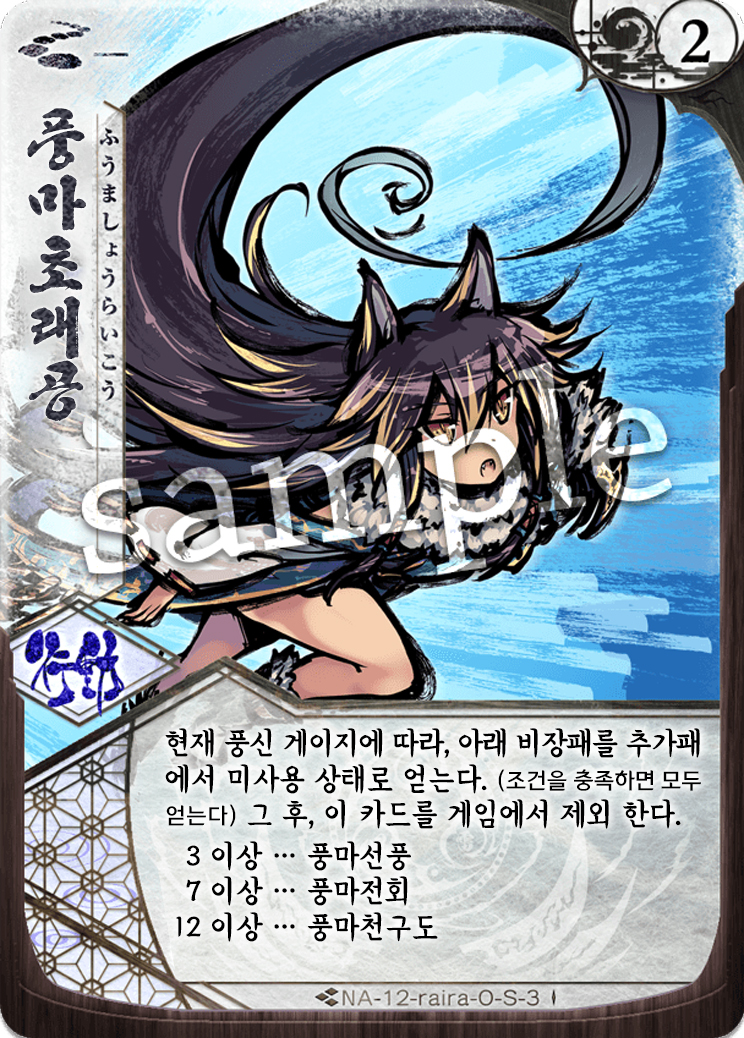 2
풍마초래공
ふうましょうらいこう
sample
行動
현재 풍신 게이지에 따라, 아래 비장패를 추가패
에서 미사용 상태로 얻는다. (조건을 충족하면 모두
얻는다) 그 후, 이 카드를 게임에서 제외 한다.
3 이상 … 풍마선풍
7 이상 … 풍마전회
12 이상 … 풍마천구도
NA-12-raira-O-S-3